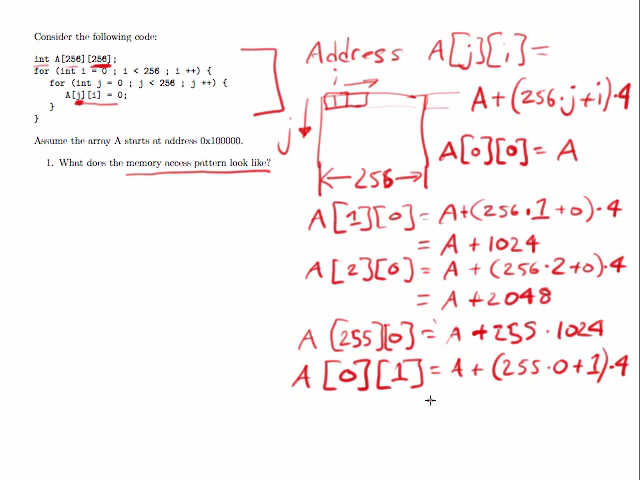 Consider the following code:
int A[256][256];
for (int i = 0 ; i < 256 ; i ++) {
for (int j = 0 ; j < 256 ; j ++) {
A[j][i] = 0;
}
}
Assume the array A starts at address 0x100000.
1. What does the memory access pattern look like?
Address A[j][i] =
A+(256·j+i)·4
i
j
256
A[0][0] = A
A[1][0] = A+(256·1+0)·4
= A + 1024
A[2][0] = A + (256·2+0)·4
= A + 2048
A[255][0] = A + 255·1024
A[0][1] = A + (255·0+1)·4